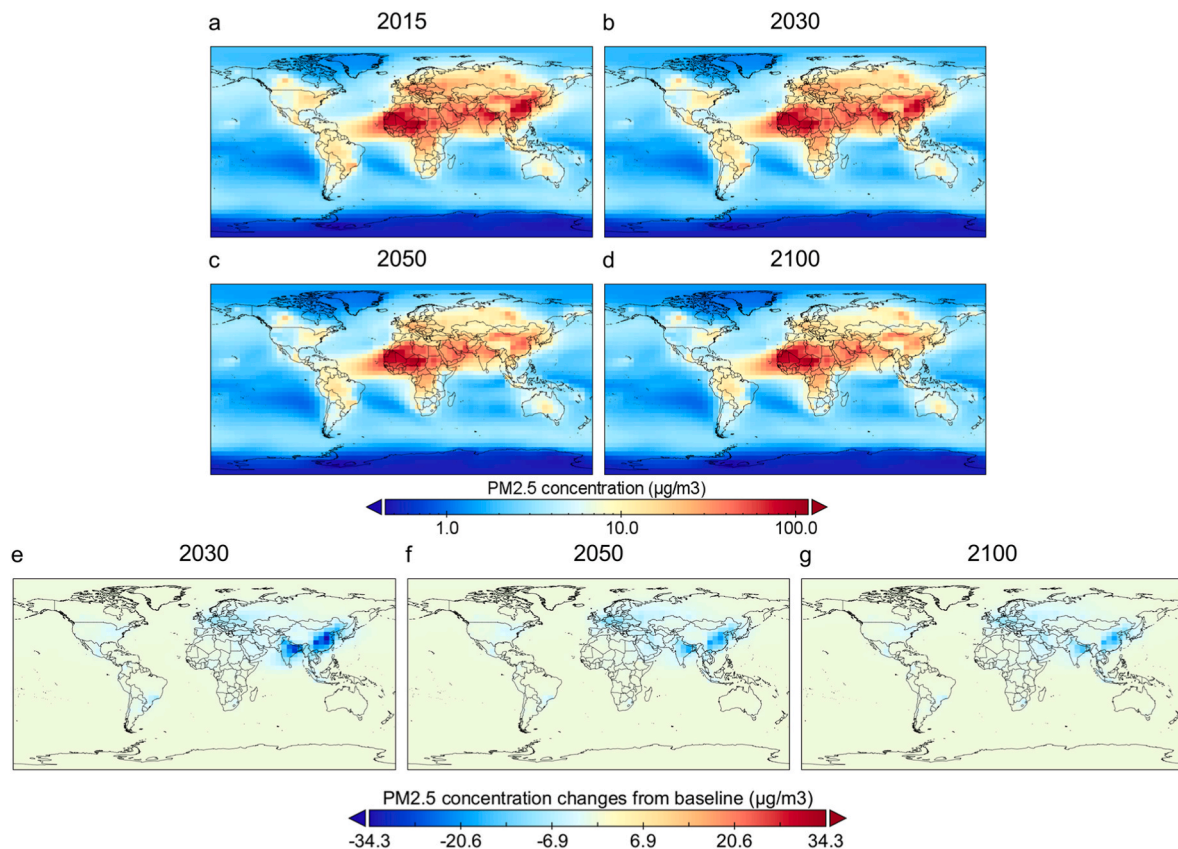 a 2015
b 2030
c 2050
d 2100
PM2.5 concentration (µg/m3)
1.0 10.0 100.0
e 2030
f 2050
g 2100
PM2.5 concentration changes from baseline (µg/m3)
-34.3 -20.6 -6.9 6.9 20.6 34.3